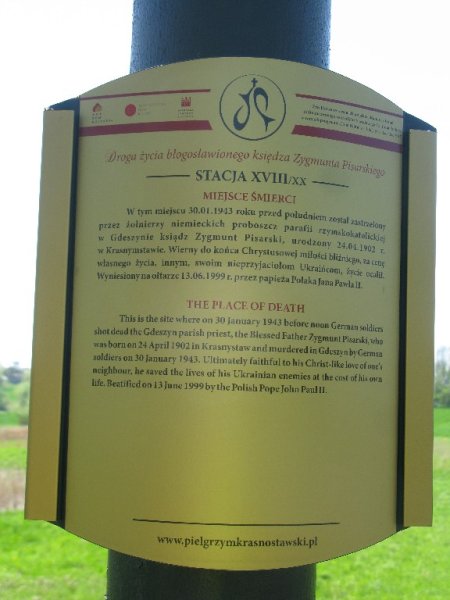 Droga życia błogosławionego księdza Zygmunta Pisarskiego
STACJA XVIII/XX
MIEJSCE ŚMIERCI
W tym miejscu 30.01.1943 roku przed południem został zastrzelony
przez żołnierzy niemieckich proboszcz parafii rzymskokatolickiej
w Gdeszynie ksiądz Zygmunt Pisarski, urodzony 24.04.1902 r.
w Krasnymstawie. Wierny do końca Chrystusowej miłości bliźniego, za cenę
własnego życia, innym, swoim nieprzyjaciołom Ukraińcom, życie ocalił.
Wyniesiony na ołtarze 13.06.1999 r. przez papieża Polaka Jana Pawła II.
THE PLACE OF DEATH
This is the site where on 30 January 1943 before noon German soldiers
shot dead the Gdeszyn parish priest, the Blessed Father Zygmunt Pisarski, who
was born on 24 April 1902 in Krasnystaw and murdered in Gdeszyn by German
soldiers on 30 January 1943. Ultimately faithful to his Christ-like love of one's
neighbour, he saved the lives of his Ukrainian enemies at the cost of his own
life. Beatified on 13 June 1999 by the Polish Pope John Paul II.
www.pielgrzymkrasnostawski.pl